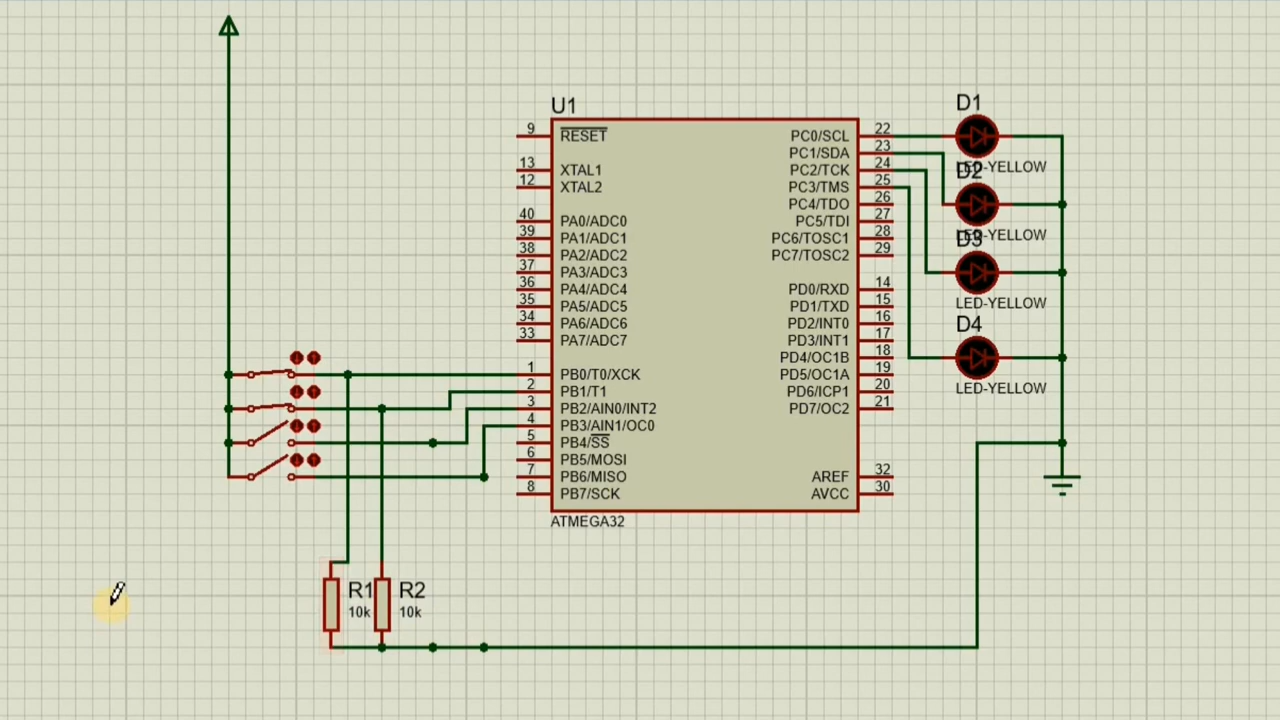 U1
9 RESET
13 XTAL1
12 XTAL2
40 PA0/ADC0
39 PA1/ADC1
38 PA2/ADC2
37 PA3/ADC3
36 PA4/ADC4
35 PA5/ADC5
34 PA6/ADC6
33 PA7/ADC7
1 PB0/T0/XCK
2 PB1/T1
3 PB2/AIN0/INT2
4 PB3/AIN1/OC0
5 PB4/SS
6 PB5/MOSI
7 PB6/MISO
8 PB7/SCK
PC0/SCL 22
PC1/SDA 23
PC2/TCK 24
PC3/TMS 25
PC4/TDO 26
PC5/TDI 27
PC6/TOSC1 28
PC7/TOSC2 29
PD0/RXD 14
PD1/TXD 15
PD2/INT0 16
PD3/INT1 17
PD4/OC1B 18
PD5/OC1A 19
PD6/ICP1 20
PD7/OC2 21
AREF 32
AVCC 30
ATMEGA32
D1
LED-YELLOW
D2
LED-YELLOW
D3
LED-YELLOW
D4
LED-YELLOW
R1
10k
R2
10k